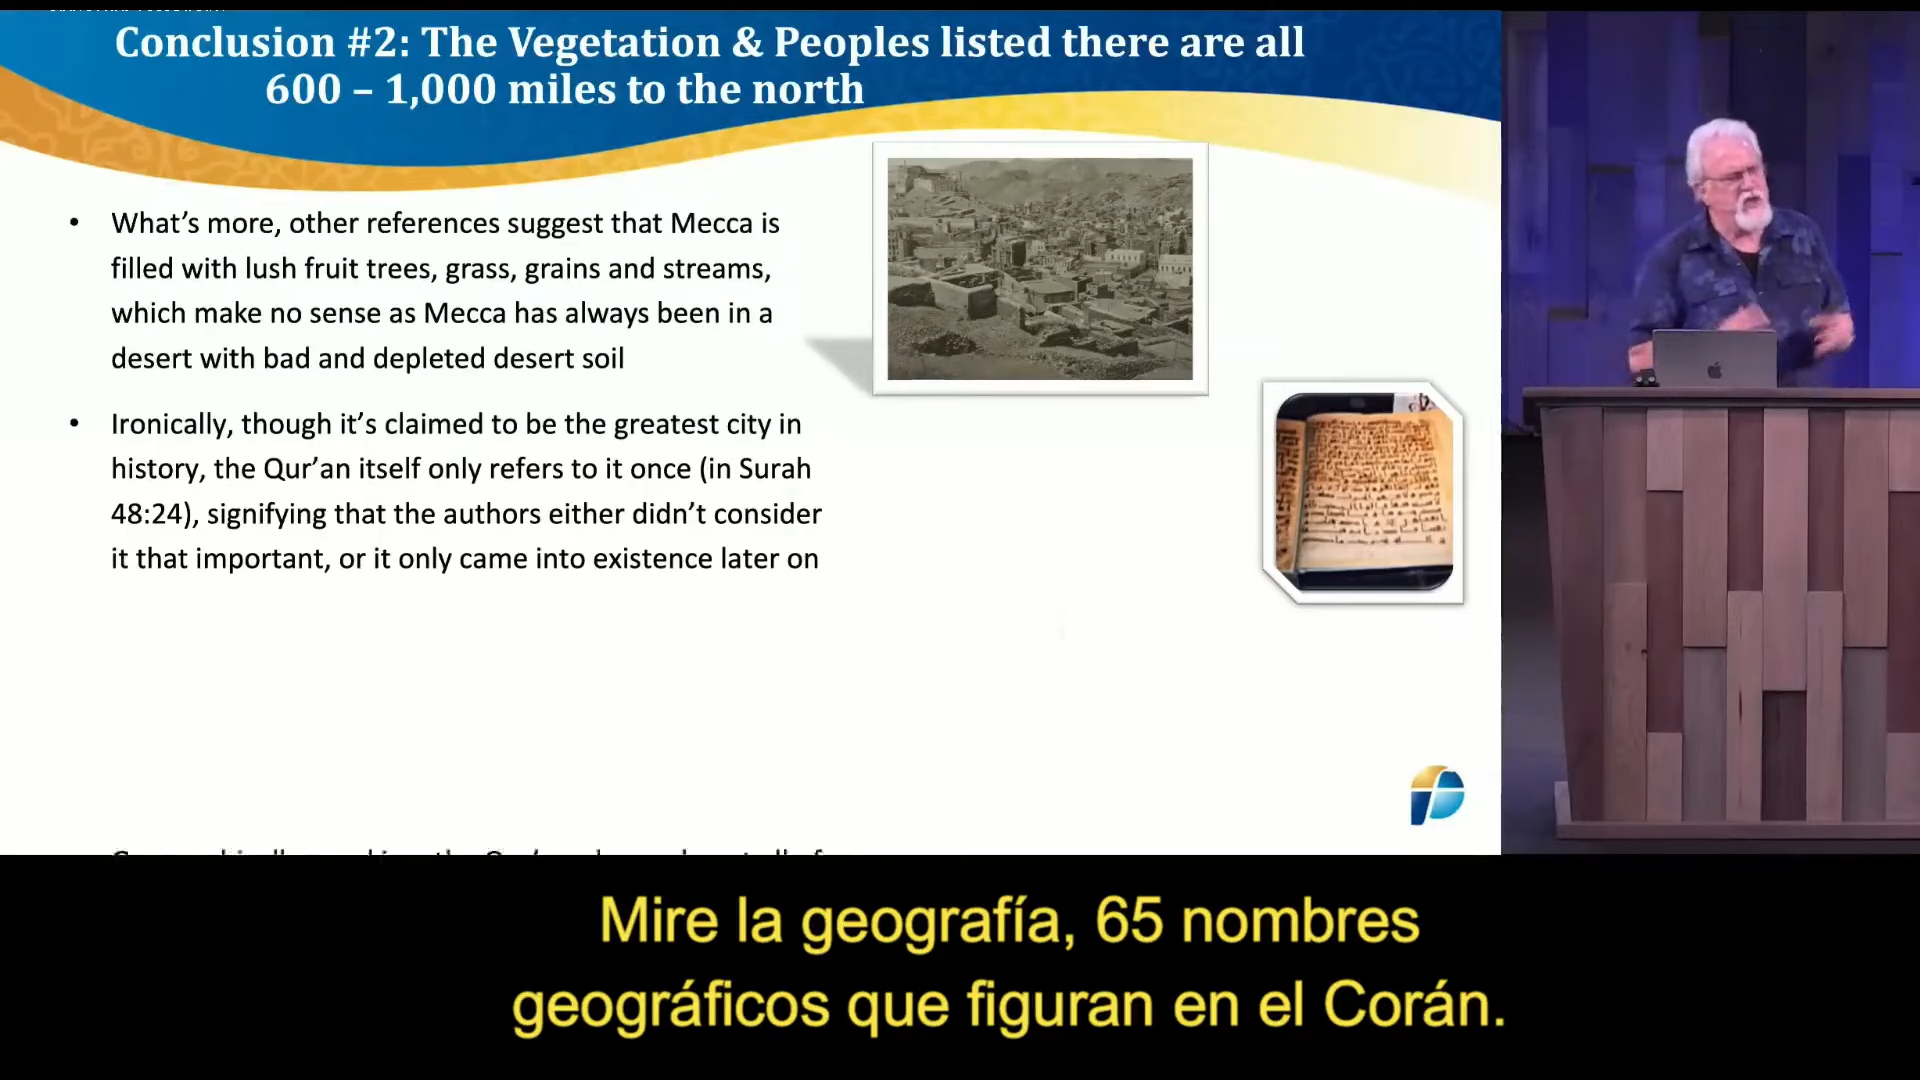 Conclusion #2: The Vegetation & Peoples listed there are all
600 – 1,000 miles to the north
• What’s more, other references suggest that Mecca is
filled with lush fruit trees, grass, grains and streams,
which make no sense as Mecca has always been in a
desert with bad and depleted desert soil
• Ironically, though it’s claimed to be the greatest city in
history, the Qur’an itself only refers to it once (in Surah
48:24), signifying that the authors either didn’t consider
it that important, or it only came into existence later on
Mire la geografía, 65 nombres
geográficos que figuran en el Corán.